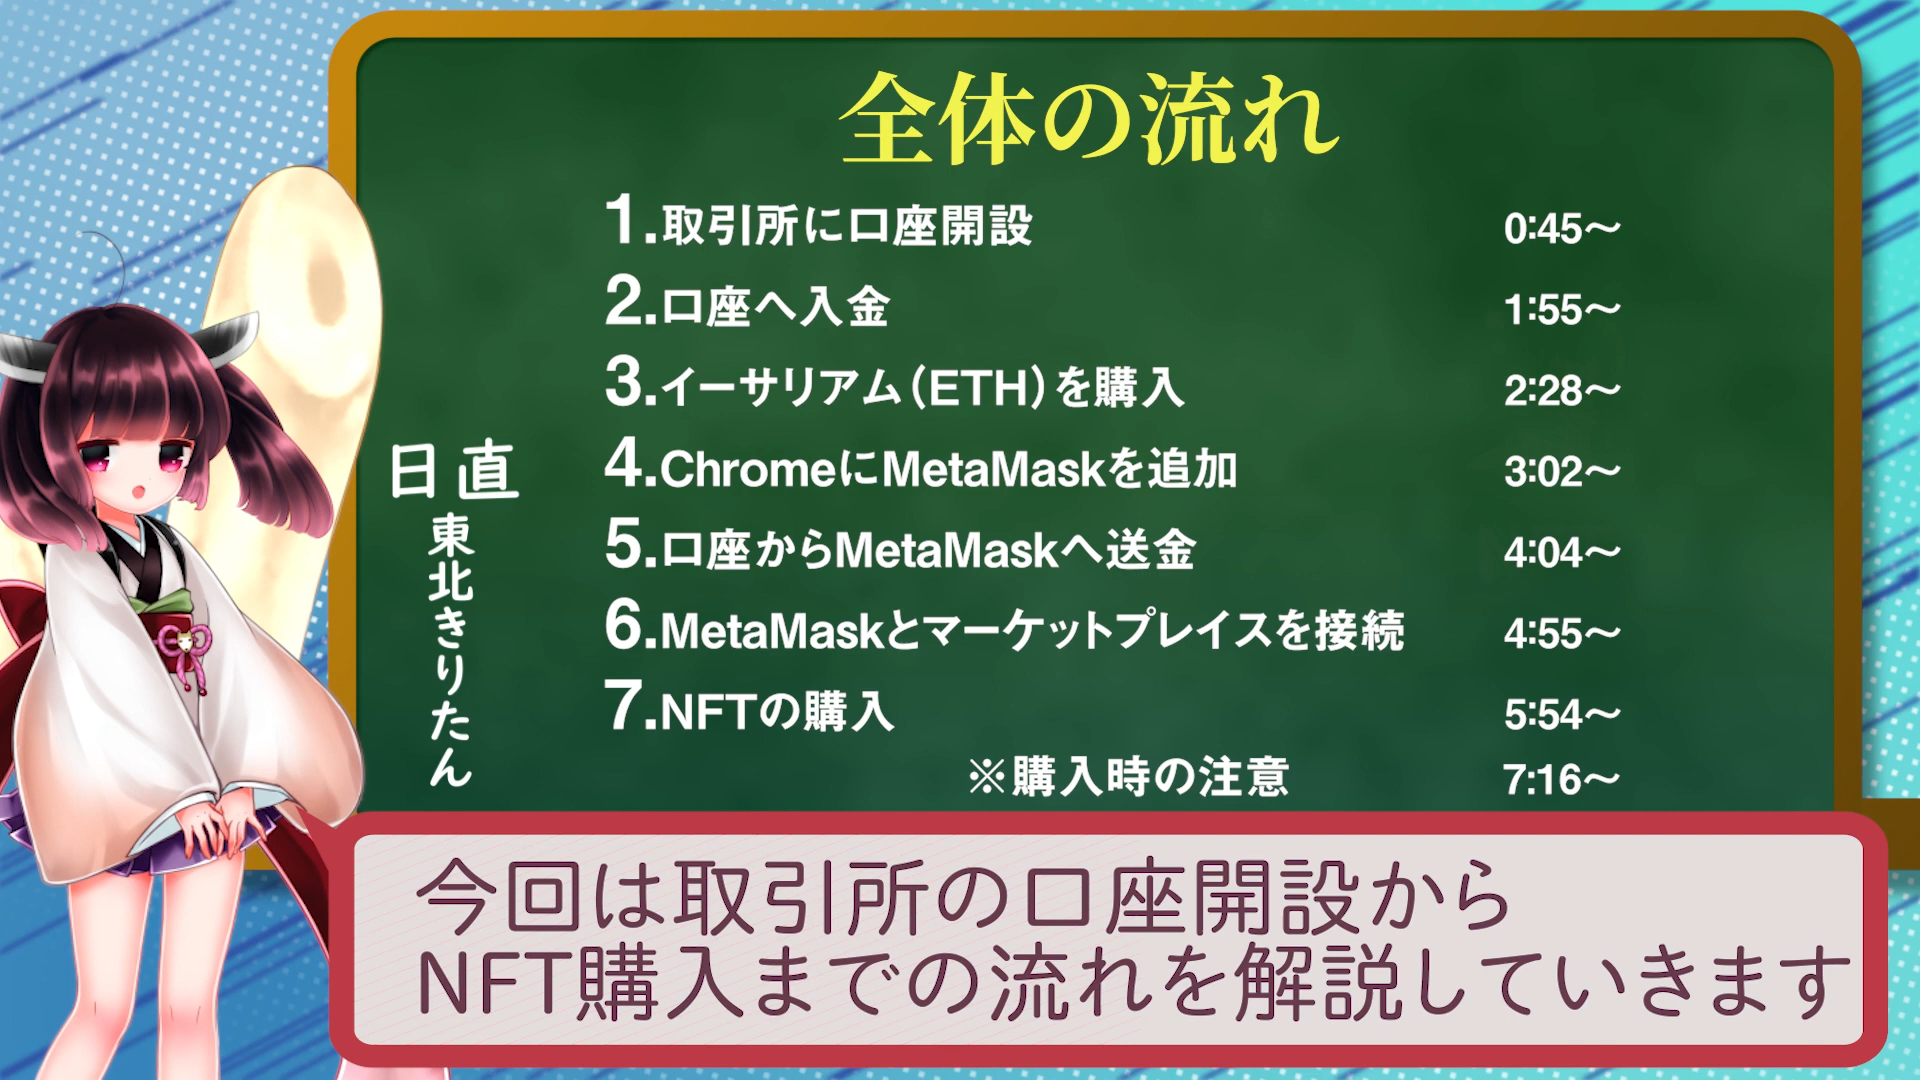 全体の流れ
1.取引所に口座開設 0:45〜
2.口座へ入金 1:55〜
3.イーサリアム(ETH)を購入 2:28〜
4.ChromeにMetaMaskを追加 3:02〜
5.口座からMetaMaskへ送金 4:04〜
6.MetaMaskとマーケットプレイスを接続 4:55〜
7.NFTの購入 5:54〜
※購入時の注意 7:16〜
日直
東北きりたん
今回は取引所の口座開設から
NFT購入までの流れを解説していきます